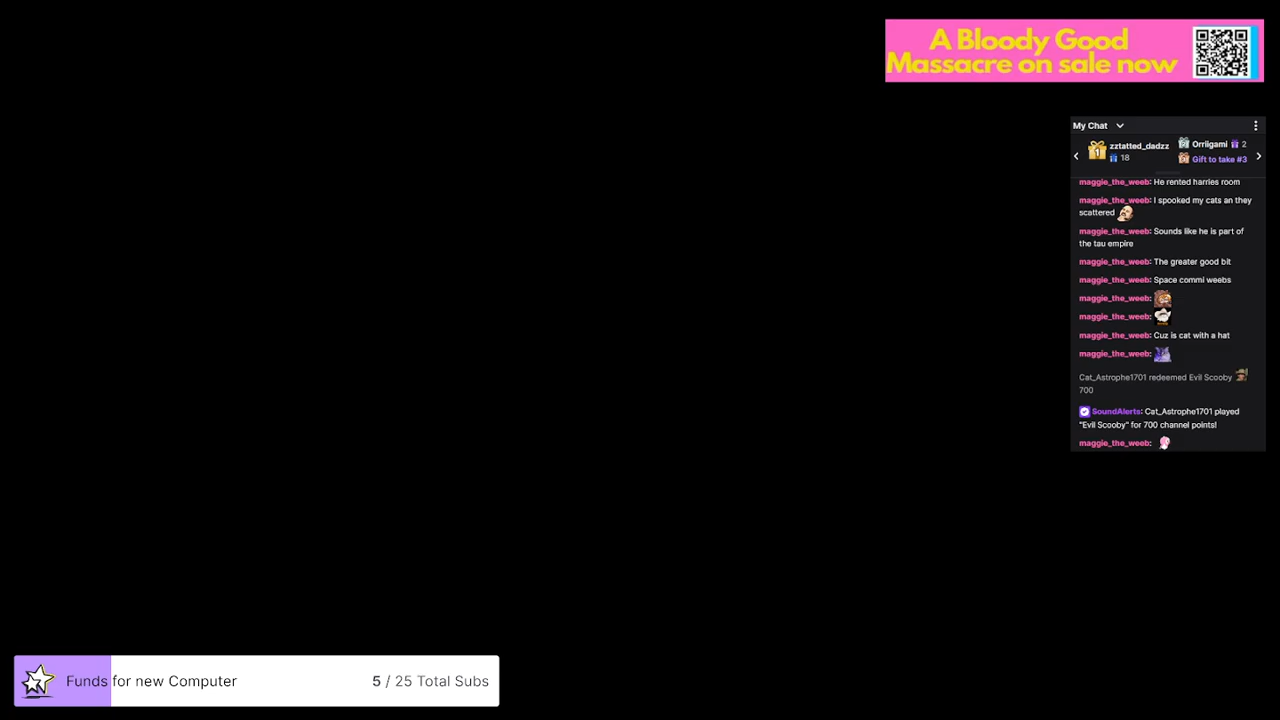 A Bloody Good
Massacre on sale now
My Chat
zztatted_dadzz
18
Orriigami 2
Gift to take #3
maggie_the_weeb: He rented harries room
maggie_the_weeb: I spooked my cats an they
scattered
maggie_the_weeb: Sounds like he is part of
the tau empire
maggie_the_weeb: The greater good bit
maggie_the_weeb: Space commi weebs
maggie_the_weeb:
maggie_the_weeb:
maggie_the_weeb: Cuz is cat with a hat
maggie_the_weeb:
Cat_Astrophe1701 redeemed Evil Scooby
700
SoundAlerts: Cat_Astrophe1701 played
"Evil Scooby" for 700 channel points!
maggie_the_weeb:
Funds for new Computer
5 / 25 Total Subs